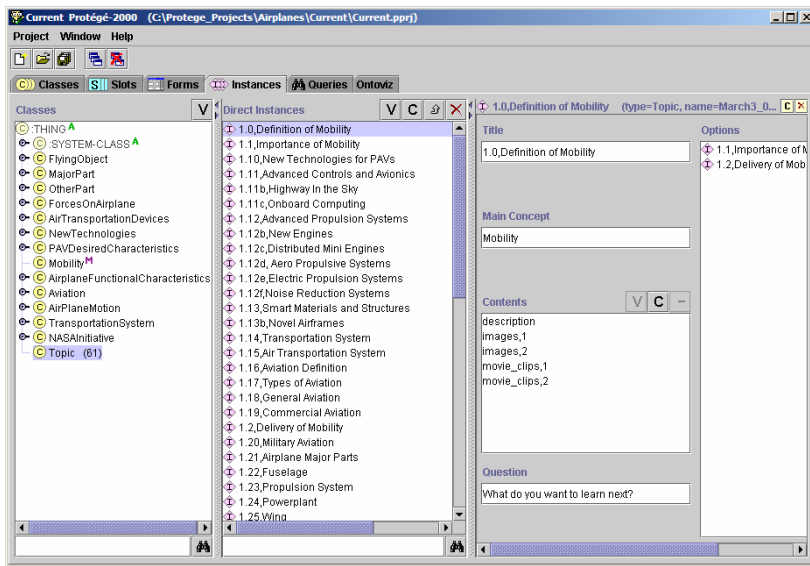 Current Protégé-2000 (C:\Protege_Projects\Airplanes\Current\Current.pprj)
Project Window Help
Classes Slots Forms Instances Queries Ontoviz
Classes
V
:THING A
:SYSTEM-CLASS A
FlyingObject
MajorPart
OtherPart
ForcesOnAirplane
AirTransportationDevices
NewTechnologies
PAVDesiredCharacteristics
Mobility M
AirplaneFunctionalCharacteristics
Aviation
AirPlaneMotion
TransportationSystem
NASAInitiative
Topic (61)
Direct Instances
V C
1.0,Definition of Mobility
1.1,Importance of Mobility
1.10,New Technologies for PAVs
1.11,Advanced Controls and Avionics
1.11b,Highway In the Sky
1.11c,Onboard Computing
1.12,Advanced Propulsion Systems
1.12b,New Engines
1.12c,Distributed Mini Engines
1.12d, Aero Propulsive Systems
1.12e,Electric Propulsion Systems
1.12f,Noise Reduction Systems
1.13,Smart Materials and Structures
1.13b,Novel Airframes
1.14,Transportation System
1.15,Air Transportation System
1.16,Aviation Definition
1.17,Types of Aviation
1.18,General Aviation
1.19,Commercial Aviation
1.2,Delivery of Mobility
1.20,Military Aviation
1.21,Airplane Major Parts
1.22,Fuselage
1.23,Propulsion System
1.24,Powerplant
1.25,Wing
1.0,Definition of Mobility (type=Topic, name=March3_0... C
Title
1.0,Definition of Mobility
Main Concept
Mobility
Contents
V C
description
images,1
images,2
movie_clips,1
movie_clips,2
Question
What do you want to learn next?
Options
1.1,Importance of
1.2,Delivery of Mob